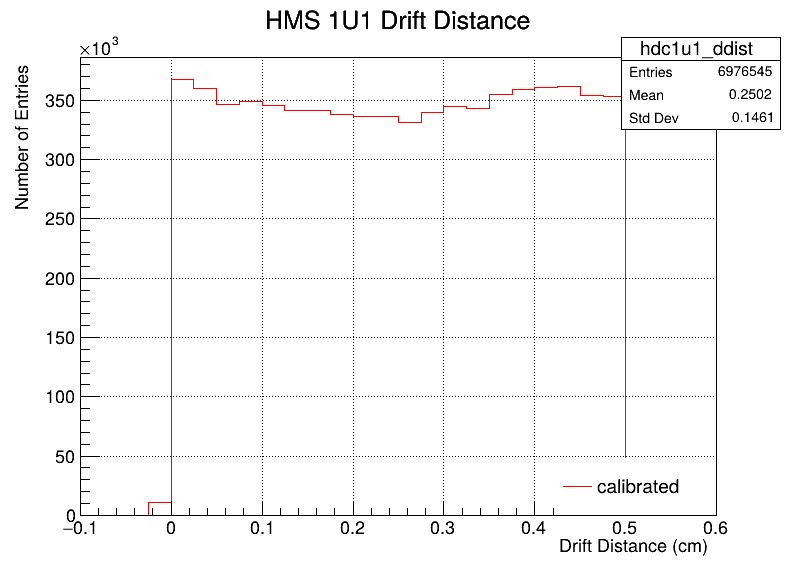 HMS 1U1 Drift Distance
×10³
hdc1u1_ddist
Entries 6976545
Mean 0.2502
Std Dev 0.1461
Number of Entries
350
300
250
200
150
100
50
0
calibrated
−0.1 0 0.1 0.2 0.3 0.4 0.5 0.6
Drift Distance (cm)